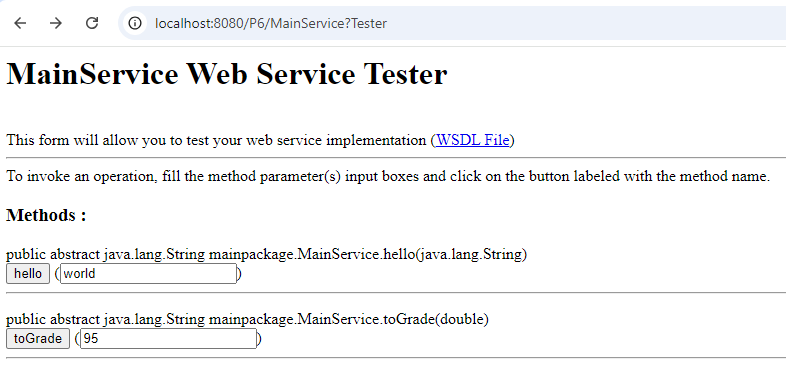 localhost:8080/P6/MainService?Tester
MainService Web Service Tester
This form will allow you to test your web service implementation (WSDL File)
To invoke an operation, fill the method parameter(s) input boxes and click on the button labeled with the method name.
Methods :
public abstract java.lang.String mainpackage.MainService.hello(java.lang.String)
hello (world)
public abstract java.lang.String mainpackage.MainService.toGrade(double)
toGrade (95)